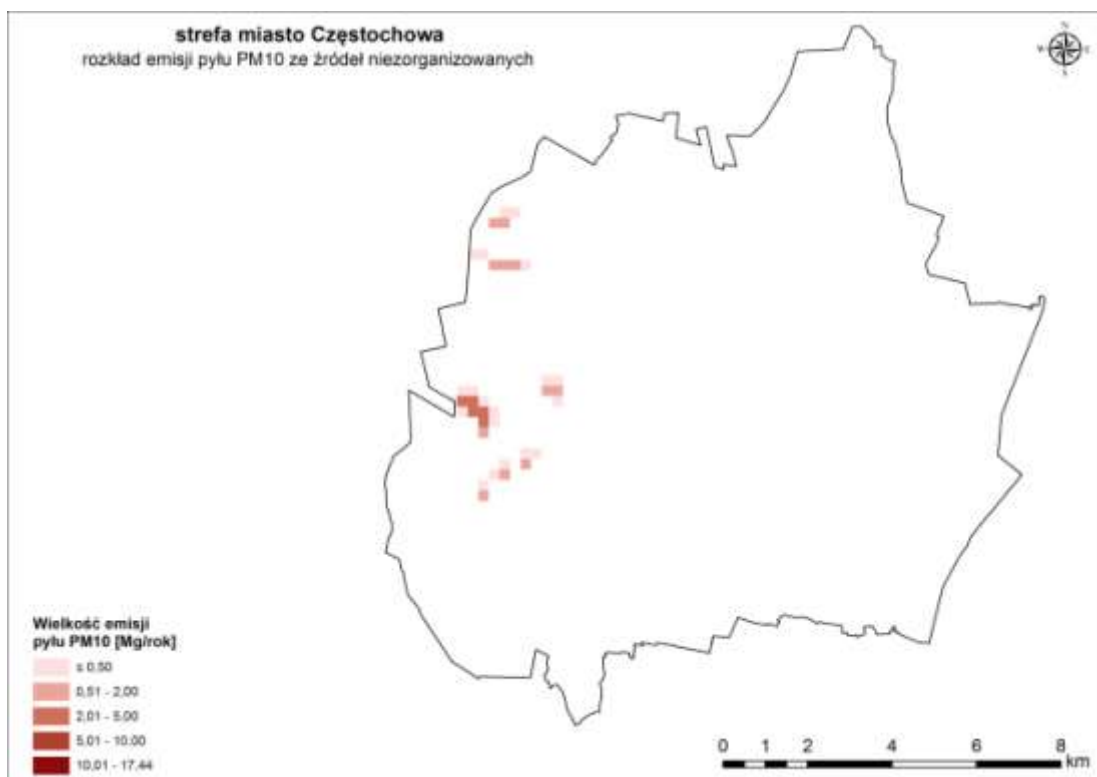 strefa miasto Częstochowa
rozkład emisji pyłu PM10 ze źródeł niezorganizowanych
N
W E
S
Wielkość emisji
pyłu PM10 [Mg/rok]
≤ 0,50
0,51 - 2,00
2,01 - 5,00
5,01 - 10,00
10,01 - 17,44
0 1 2 4 6 8
km